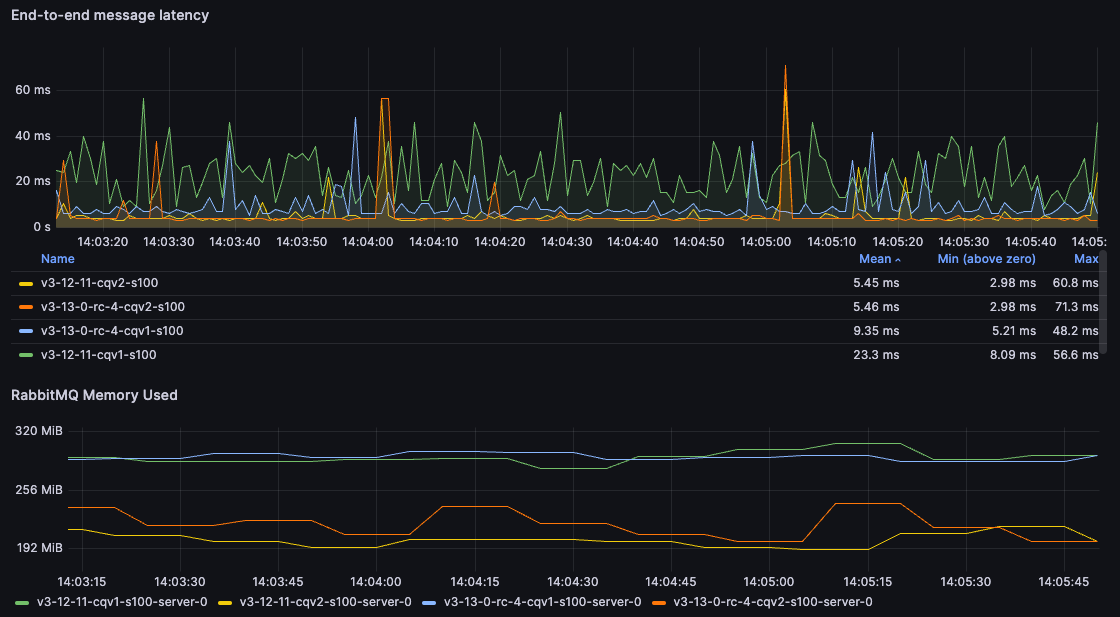 End-to-end message latency
60 ms
40 ms
20 ms
0 s
14:03:20 14:03:30 14:03:40 14:03:50 14:04:00 14:04:10 14:04:20 14:04:30 14:04:40 14:04:50 14:05:00 14:05:10 14:05:20 14:05:30 14:05:40 14:05:
Name Mean Min (above zero) Max
v3-12-11-cqv2-s100 5.45 ms 2.98 ms 60.8 ms
v3-13-0-rc-4-cqv2-s100 5.46 ms 2.98 ms 71.3 ms
v3-13-0-rc-4-cqv1-s100 9.35 ms 5.21 ms 48.2 ms
v3-12-11-cqv1-s100 23.3 ms 8.09 ms 56.6 ms
RabbitMQ Memory Used
320 MiB
256 MiB
192 MiB
14:03:15 14:03:30 14:03:45 14:04:00 14:04:15 14:04:30 14:04:45 14:05:00 14:05:15 14:05:30 14:05:45
v3-12-11-cqv1-s100-server-0 v3-12-11-cqv2-s100-server-0 v3-13-0-rc-4-cqv1-s100-server-0 v3-13-0-rc-4-cqv2-s100-server-0